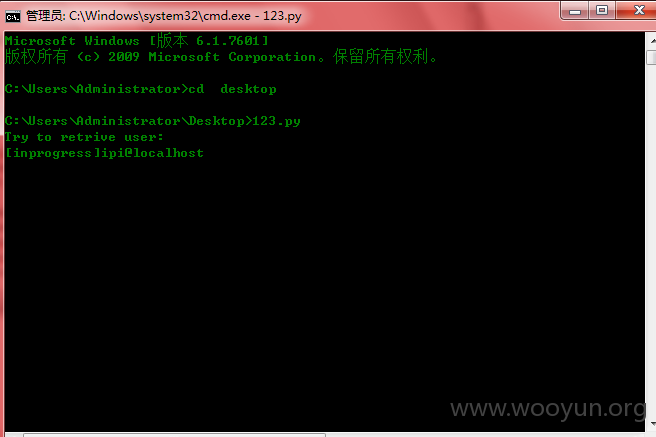 管理员: C:\Windows\system32\cmd.exe - 123.py
Microsoft Windows [版本 6.1.7601]
版权所有 (c) 2009 Microsoft Corporation。保留所有权利。
C:\Users\Administrator>cd  desktop
C:\Users\Administrator\Desktop>123.py
Try to retrive user:
[inprogress]ipi@localhost
www.wooyun.org